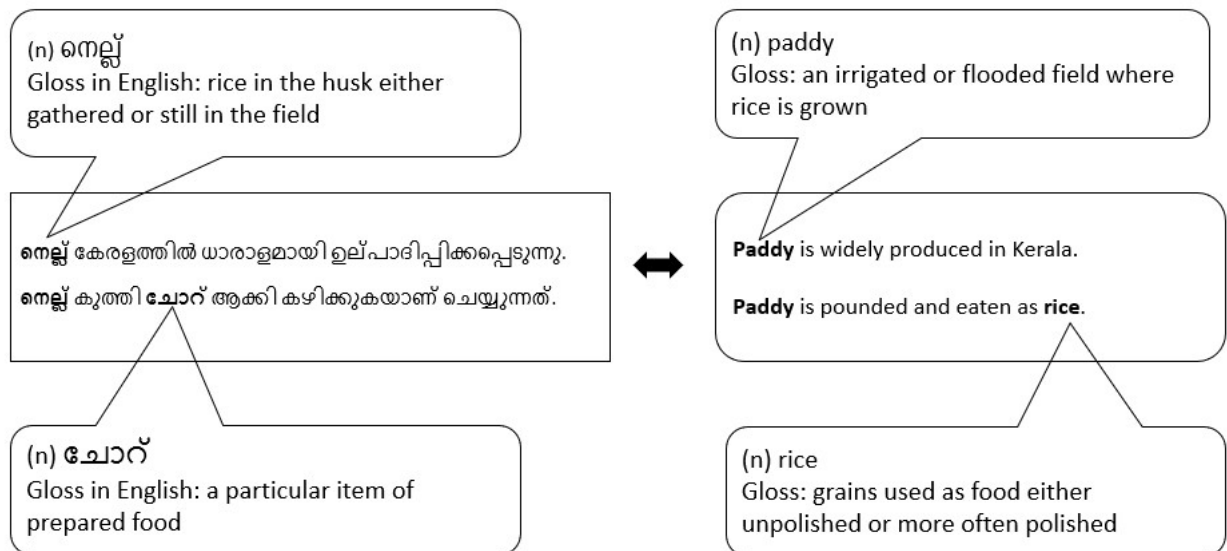 (n) നെല്ല്
Gloss in English: rice in the husk either
gathered or still in the field
(n) paddy
Gloss: an irrigated or flooded field where
rice is grown
നെല്ല് കേരളത്തിൽ ധാരാളമായി ഉല്പാദിപ്പിക്കപ്പെടുന്നു.
നെല്ല് കുത്തി ചോറ് ആക്കി കഴിക്കുകയാണ് ചെയ്യുന്നത്.
Paddy is widely produced in Kerala.
Paddy is pounded and eaten as rice.
(n) ചോറ്
Gloss in English: a particular item of
prepared food
(n) rice
Gloss: grains used as food either
unpolished or more often polished